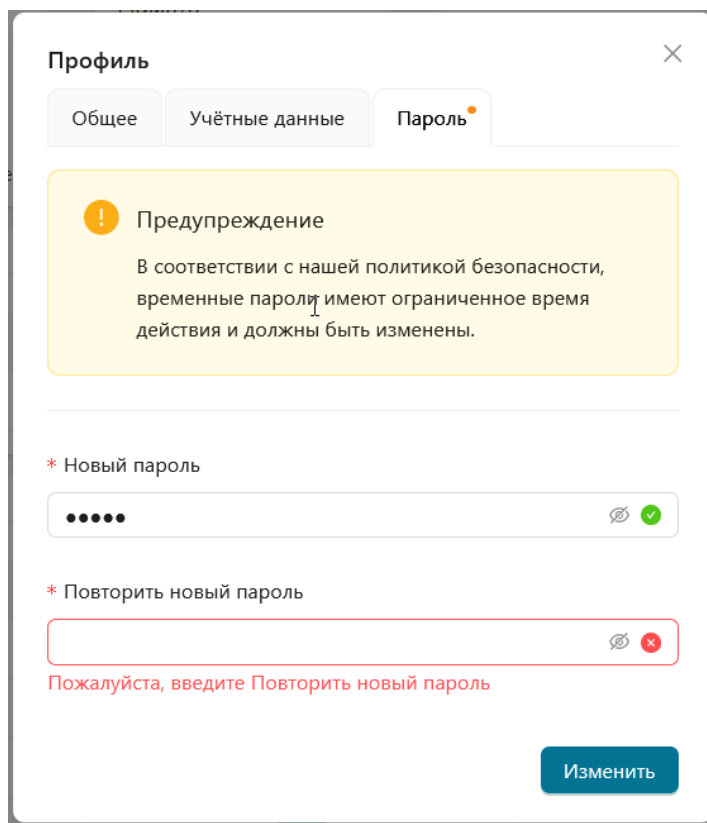 Профиль
Общее
Учётные данные
Пароль
Предупреждение
В соответствии с нашей политикой безопасности,
временные пароли имеют ограниченное время
действия и должны быть изменены.
* Новый пароль
•••••
* Повторить новый пароль
Пожалуйста, введите Повторить новый пароль
Изменить